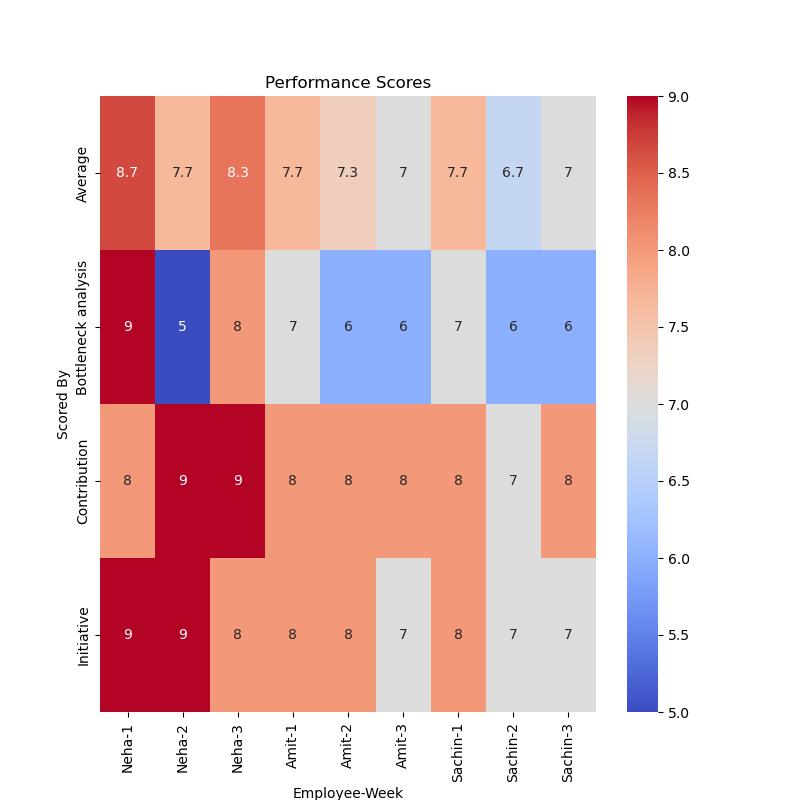 Performance Scores
Average 8.7 7.7 8.3 7.7 7.3 7 7.7 6.7 7
Bottleneck analysis 9 5 8 7 6 6 7 6 6
Contribution 8 9 9 8 8 8 8 7 8
Initiative 9 9 8 8 8 7 8 7 7
Scored By
Neha-1 Neha-2 Neha-3 Amit-1 Amit-2 Amit-3 Sachin-1 Sachin-2 Sachin-3
Employee-Week
9.0
8.5
8.0
7.5
7.0
6.5
6.0
5.5
5.0